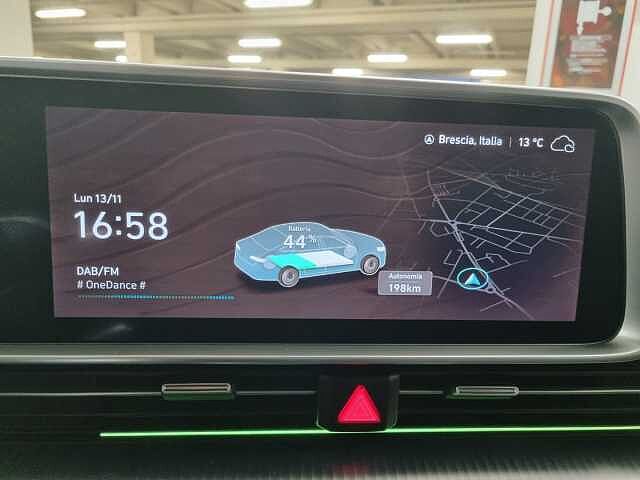 Brescia, Italia | 13 °C
Lun 13/11
16:58
Batteria
44%
DAB/FM
# OneDance #
Autonomia
198km